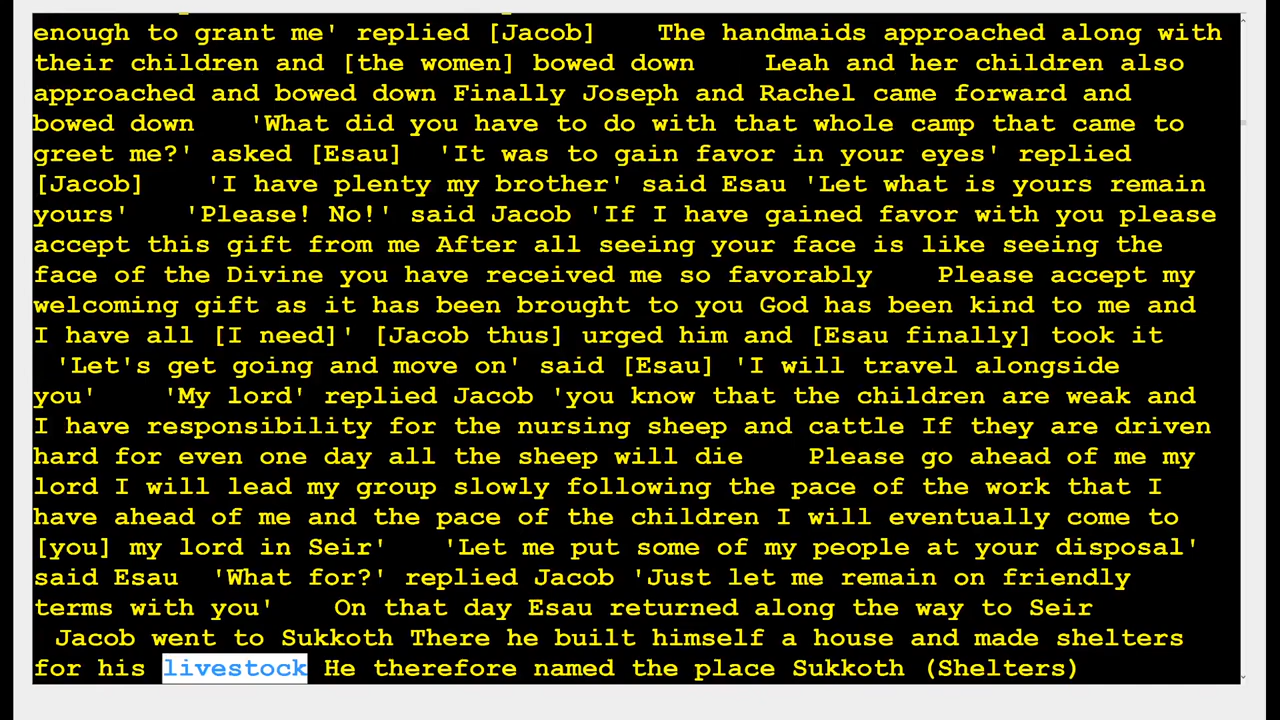 enough to grant me' replied [Jacob] The handmaids approached along with
their children and [the women] bowed down Leah and her children also
approached and bowed down Finally Joseph and Rachel came forward and
bowed down 'What did you have to do with that whole camp that came to
greet me?' asked [Esau] 'It was to gain favor in your eyes' replied
[Jacob] 'I have plenty my brother' said Esau 'Let what is yours remain
yours' 'Please! No!' said Jacob 'If I have gained favor with you please
accept this gift from me After all seeing your face is like seeing the
face of the Divine you have received me so favorably Please accept my
welcoming gift as it has been brought to you God has been kind to me and
I have all [I need]' [Jacob thus] urged him and [Esau finally] took it
'Let's get going and move on' said [Esau] 'I will travel alongside
you' 'My lord' replied Jacob 'you know that the children are weak and
I have responsibility for the nursing sheep and cattle If they are driven
hard for even one day all the sheep will die Please go ahead of me my
lord I will lead my group slowly following the pace of the work that I
have ahead of me and the pace of the children I will eventually come to
[you] my lord in Seir' 'Let me put some of my people at your disposal'
said Esau 'What for?' replied Jacob 'Just let me remain on friendly
terms with you' On that day Esau returned along the way to Seir
Jacob went to Sukkoth There he built himself a house and made shelters
for his livestock He therefore named the place Sukkoth (Shelters)